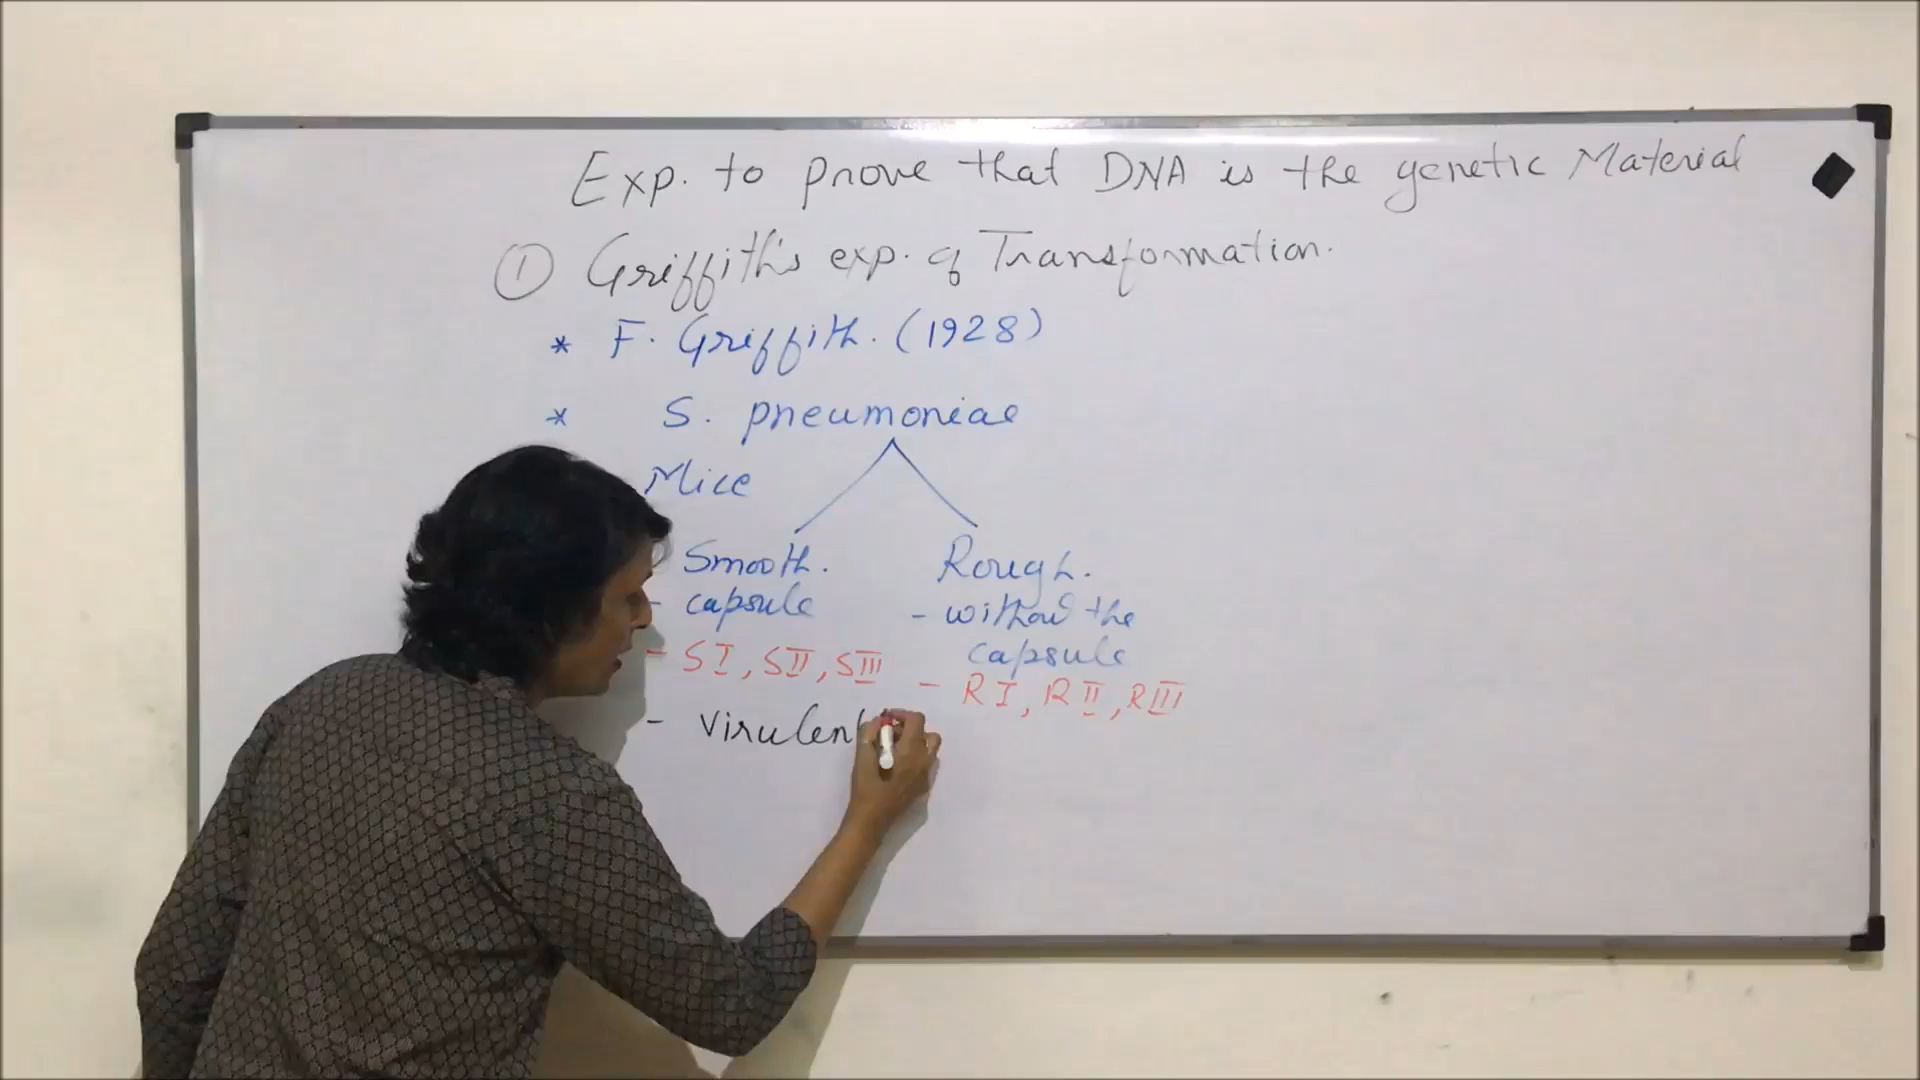 Exp. to prove that DNA is the genetic Material
① Griffith's exp. of Transformation.
* F. Griffith. (1928)
* S. pneumoniae
Mice
Smooth.
- capsule
- SI, SII, SIII
- Virulent
Rough.
- without the
capsule
- RI, RII, RIII